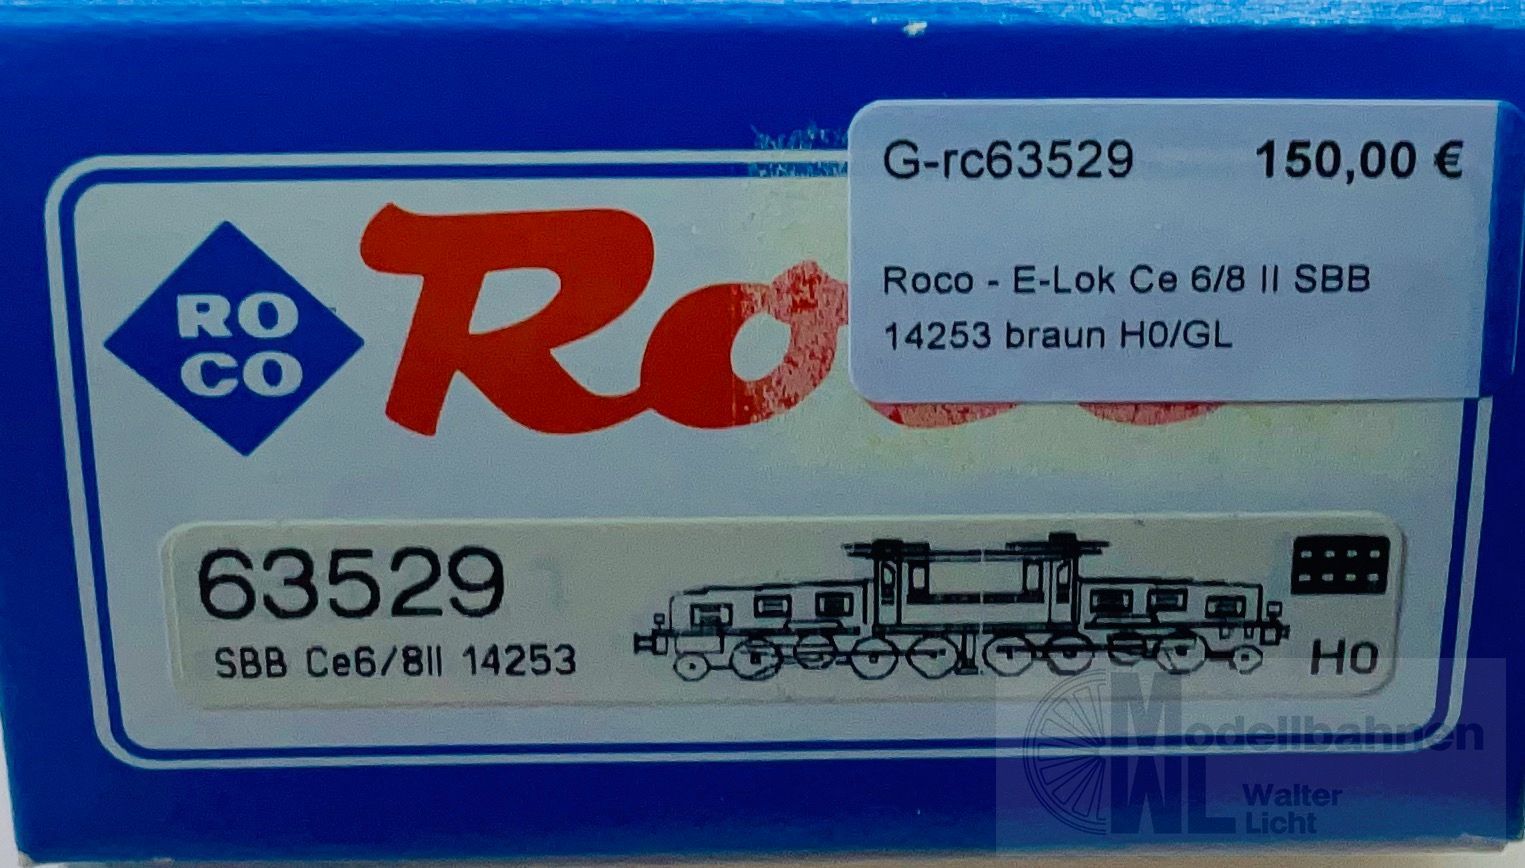 G-rc63529 150,00 €
Roco - E-Lok Ce 6/8 II SBB
14253 braun H0/GL
RO
CO
Ro
63529
SBB Ce6/8II 14253
H0
Modellbahnen
WL Walter
Licht